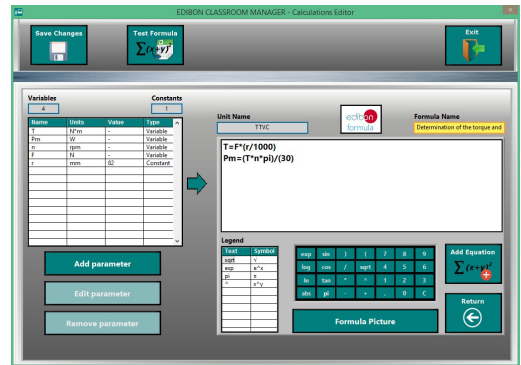 EDIBON CLASSROOM MANAGER - Calculations Editor
Save Changes
Test Formula
∑(x+y)²
Exit
Variables
4
Constants
1
Name Units Value Type
T N*m - Variable
Pm W - Variable
n rpm - Variable
F N - Variable
r mm 82 Constant
Add parameter
Edit parameter
Remove parameter
Unit Name
TTVC
edibon
formula
Formula Name
Determination of the torque and
T=F*(r/1000)
Pm=(T*n*pi)/(30)
Legend
Text Symbol
sqrt √
exp e^x
pi π
^ x^y
exp sin ) ( 7 8 9
log cos / sqrt 4 5 6
ln tan * ^ 1 2 3
abs pi - + . 0 C
Formula Picture
Add Equation
∑(x+y)²
Return